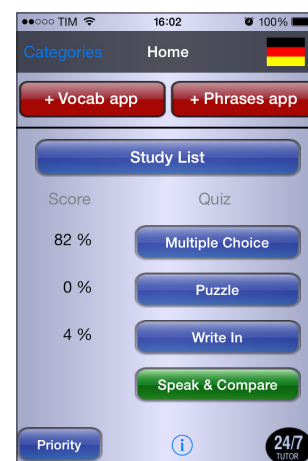 TIM 16:02 100%
Categories Home
+ Vocab app + Phrases app
Study List
Score Quiz
82 % Multiple Choice
0 % Puzzle
4 % Write In
Speak & Compare
Priority i 24/7
TUTOR